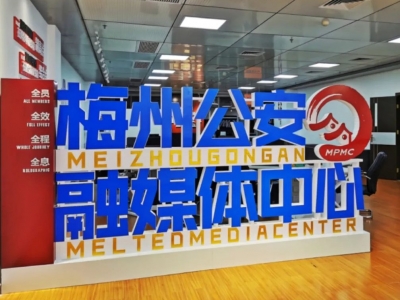 全员
ALL MEMBERS
全效
FULL EFFECT
全程
WHOLE JOURNEY
全息
HOLOGRAPHIC
梅州公安
MEIZHOUGONGAN
MPMC
融媒体中心
MELTEDMEDIACENTER